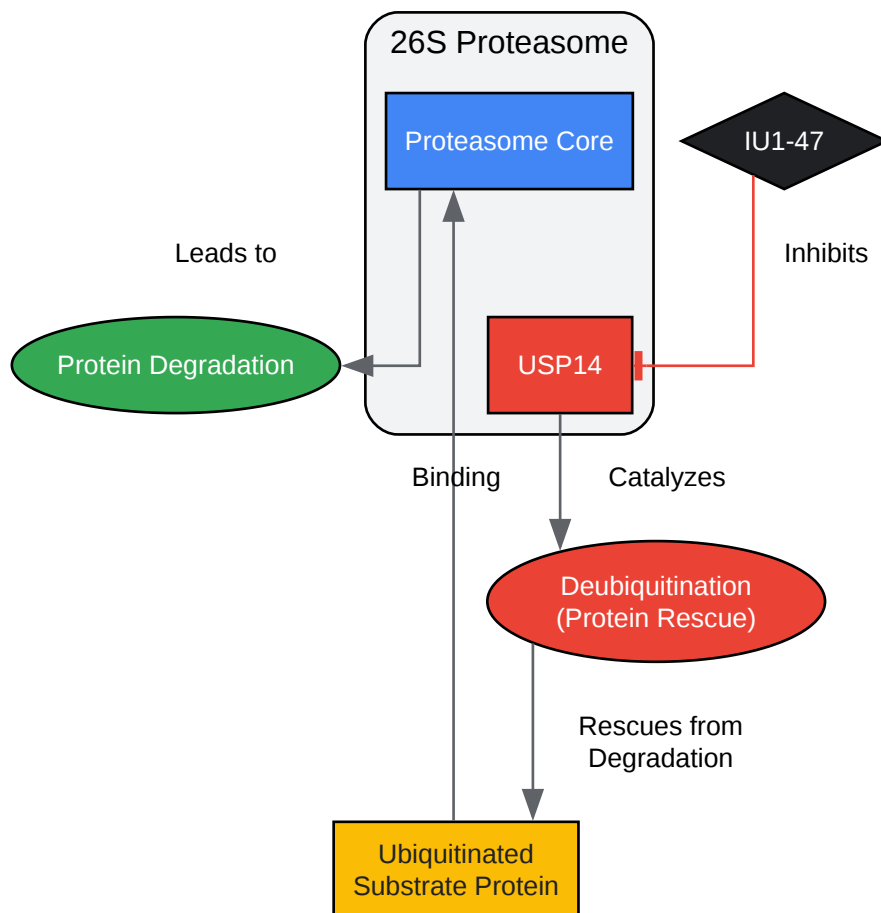 26S Proteasome
Proteasome Core
IU1-47
Leads to
Inhibits
Protein Degradation
USP14
Binding
Catalyzes
Deubiquitination
(Protein Rescue)
Rescues from
Degradation
Ubiquitinated
Substrate Protein